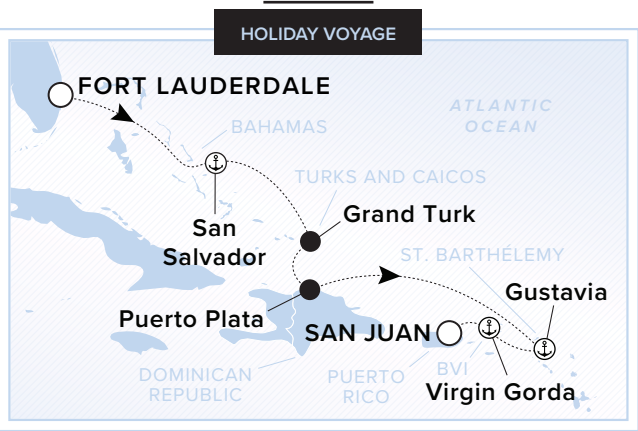 HOLIDAY VOYAGE
FORT LAUDERDALE
ATLANTIC
OCEAN
BAHAMAS
TURKS AND CAICOS
Grand Turk
San
Salvador
ST. BARTHÉLEMY
Gustavia
Puerto Plata
SAN JUAN
DOMINICAN
REPUBLIC
PUERTO
RICO
BVI
Virgin Gorda